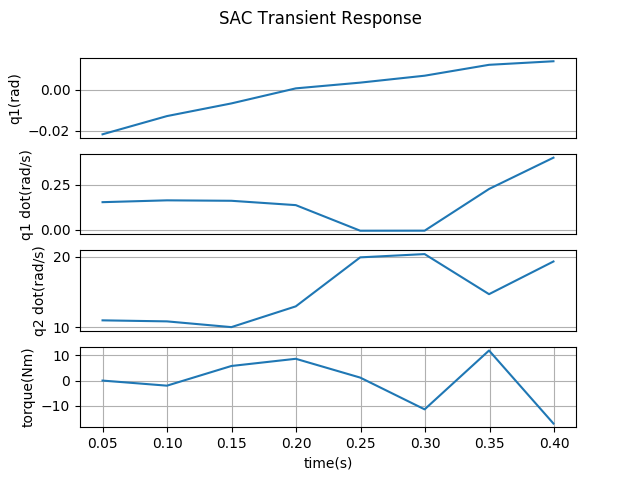 SAC Transient Response
q1(rad)
0.00
−0.02
q1 dot(rad/s)
0.25
0.00
q2 dot(rad/s)
20
10
torque(Nm)
10
0
−10
0.05 0.10 0.15 0.20 0.25 0.30 0.35 0.40
time(s)